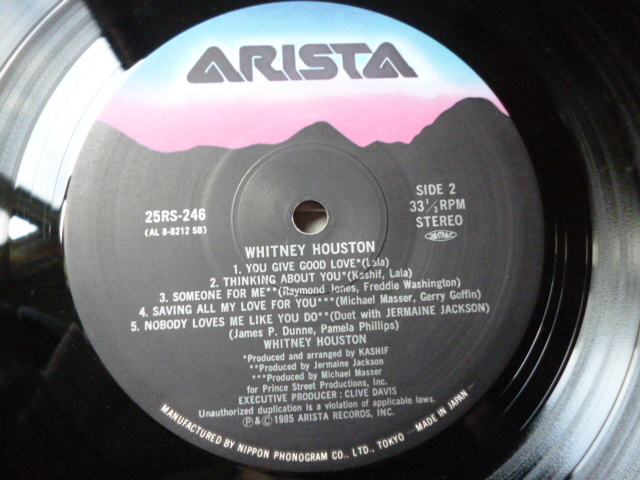 ARISTA
25RS-246
(AL 8-8212 SB)
SIDE 2
33 1/3 RPM
STEREO
WHITNEY HOUSTON
1. YOU GIVE GOOD LOVE*(Lala)
2. THINKING ABOUT YOU*(Kashif, Lala)
3. SOMEONE FOR ME**(Raymond Jones, Freddie Washington)
4. SAVING ALL MY LOVE FOR YOU***(Michael Masser, Gerry Goffin)
5. NOBODY LOVES ME LIKE YOU DO**(Duet with JERMAINE JACKSON)
(James P. Dunne, Pamela Phillips)
WHITNEY HOUSTON
*Produced and arranged by KASHIF
**Produced by Jermaine Jackson
***Produced by Michael Masser
for Prince Street Productions, Inc.
EXECUTIVE PRODUCER : CLIVE DAVIS
Unauthorized duplication is a violation of applicable laws.
℗&© 1985 ARISTA RECORDS, INC.
MANUFACTURED BY NIPPON PHONOGRAM CO., LTD., TOKYO —MADE IN JAPAN—